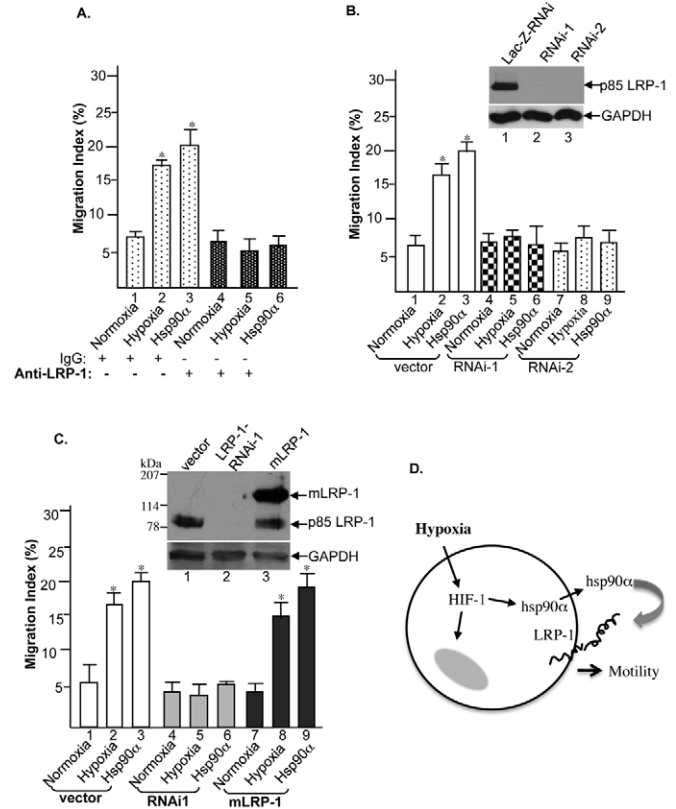 A.
Migration Index (%)
30
20
15
10
5
*
*
1 2 3 4 5 6
Normoxia Hypoxia Hsp90α Normoxia Hypoxia Hsp90α
IgG: + + + - - -
Anti-LRP-1: - - - + + +
B.
Migration Index (%)
30
25
20
15
10
5
*
*
Lac-Z-RNAi RNAi-1 RNAi-2
p85 LRP-1
GAPDH
1 2 3
1 2 3 4 5 6 7 8 9
Normoxia Hypoxia Hsp90α Normoxia Hypoxia Hsp90α Normoxia Hypoxia Hsp90α
vector RNAi-1 RNAi-2
C.
Migration Index (%)
30
25
20
15
10
5
*
*
*
*
kDa
207
114
78
vector LRP-1-RNAi-1 mLRP-1
mLRP-1
p85 LRP-1
GAPDH
1 2 3
1 2 3 4 5 6 7 8 9
Normoxia Hypoxia Hsp90α Normoxia Hypoxia Hsp90α Normoxia Hypoxia Hsp90α
vector RNAi1 mLRP-1
D.
Hypoxia
HIF-1
hsp90α
hsp90α
LRP-1
Motility